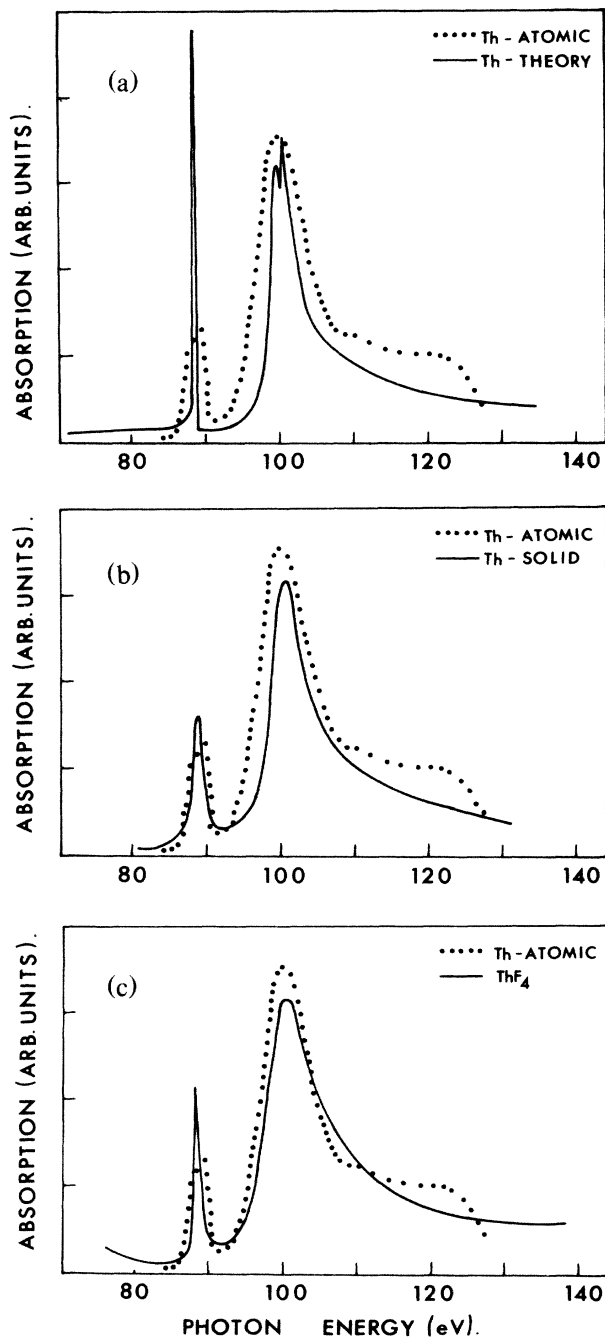 (a)
Th - ATOMIC
Th - THEORY
ABSORPTION (ARB. UNITS).
80
100
120
140
(b)
Th - ATOMIC
Th - SOLID
ABSORPTION (ARB. UNITS).
80
100
120
140
(c)
Th - ATOMIC
ThF₄
ABSORPTION (ARB. UNITS).
80
100
120
140
PHOTON ENERGY (eV).